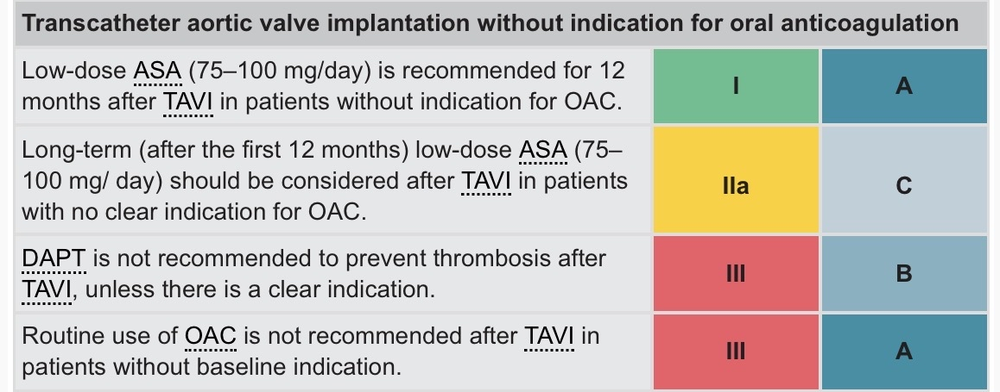 Transcatheter aortic valve implantation without indication for oral anticoagulation
Low-dose ASA (75–100 mg/day) is recommended for 12
months after TAVI in patients without indication for OAC.
I
A
Long-term (after the first 12 months) low-dose ASA (75–
100 mg/ day) should be considered after TAVI in patients
with no clear indication for OAC.
IIa
C
DAPT is not recommended to prevent thrombosis after
TAVI, unless there is a clear indication.
III
B
Routine use of OAC is not recommended after TAVI in
patients without baseline indication.
III
A